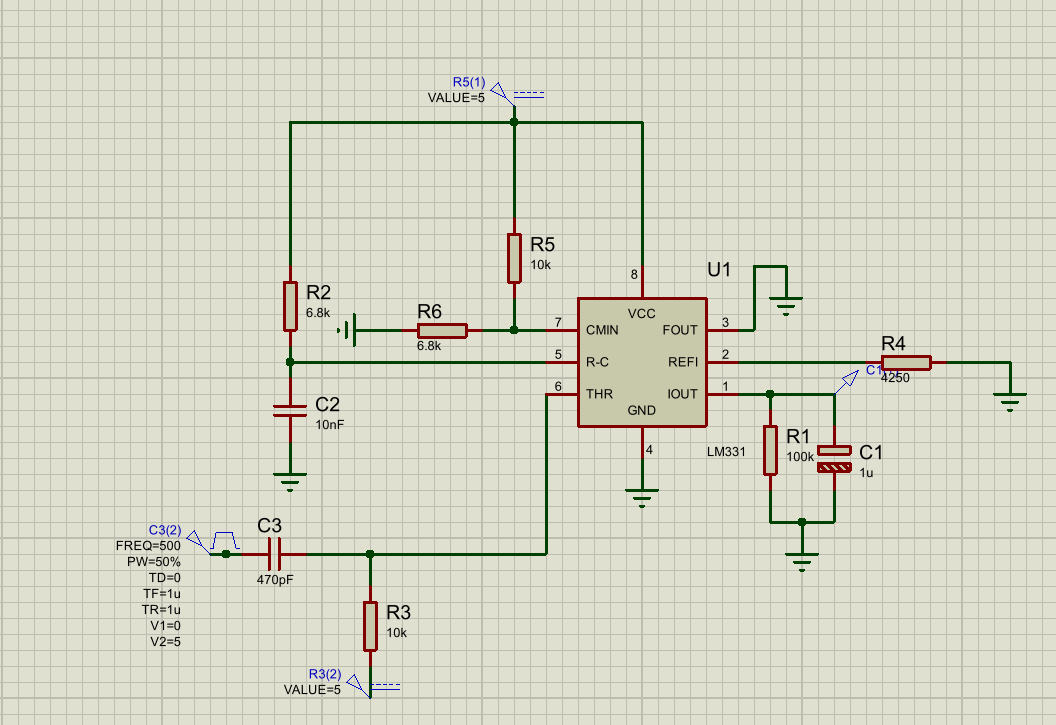 R5(1)
VALUE=5
R5
10k
U1
R2
6.8k
R6
6.8k
8
VCC
7
CMIN
FOUT
3
5
R-C
REFI
2
6
THR
IOUT
1
GND
4
LM331
R4
C1
4250
C2
10nF
R1
100k
C1
1u
C3(2)
FREQ=500
PW=50%
TD=0
TF=1u
TR=1u
V1=0
V2=5
C3
470pF
R3
10k
R3(2)
VALUE=5